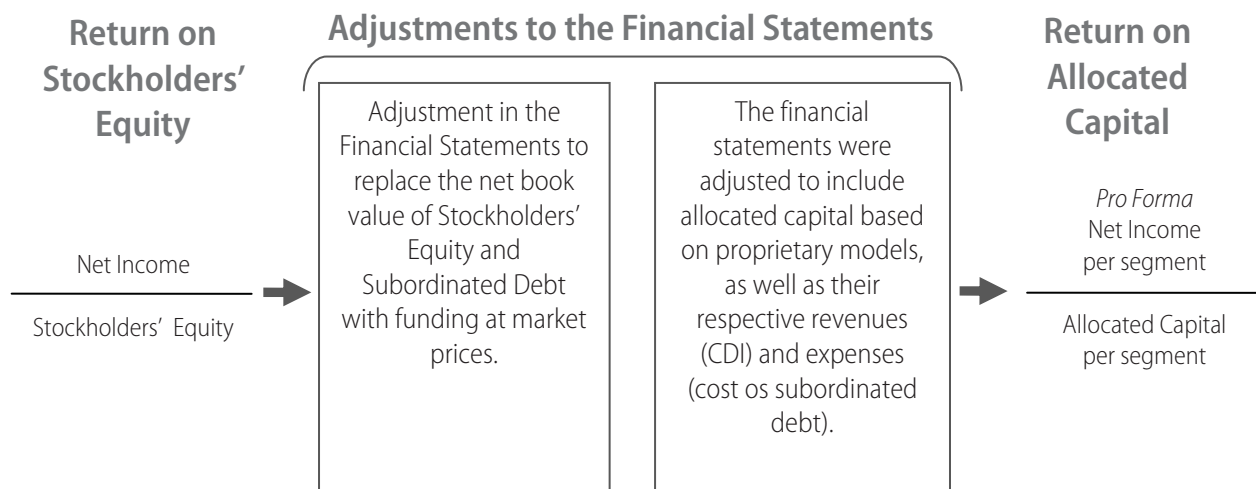 Return on
Stockholders’
Equity
Net Income
Stockholders’ Equity
Adjustments to the Financial Statements
Adjustment in the
Financial Statements to
replace the net book
value of Stockholders’
Equity and
Subordinated Debt
with funding at market
prices.
The financial
statements were
adjusted to include
allocated capital based
on proprietary models,
as well as their
respective revenues
(CDI) and expenses
(cost os subordinated
debt).
Return on
Allocated
Capital
Pro Forma
Net Income
per segment
Allocated Capital
per segment